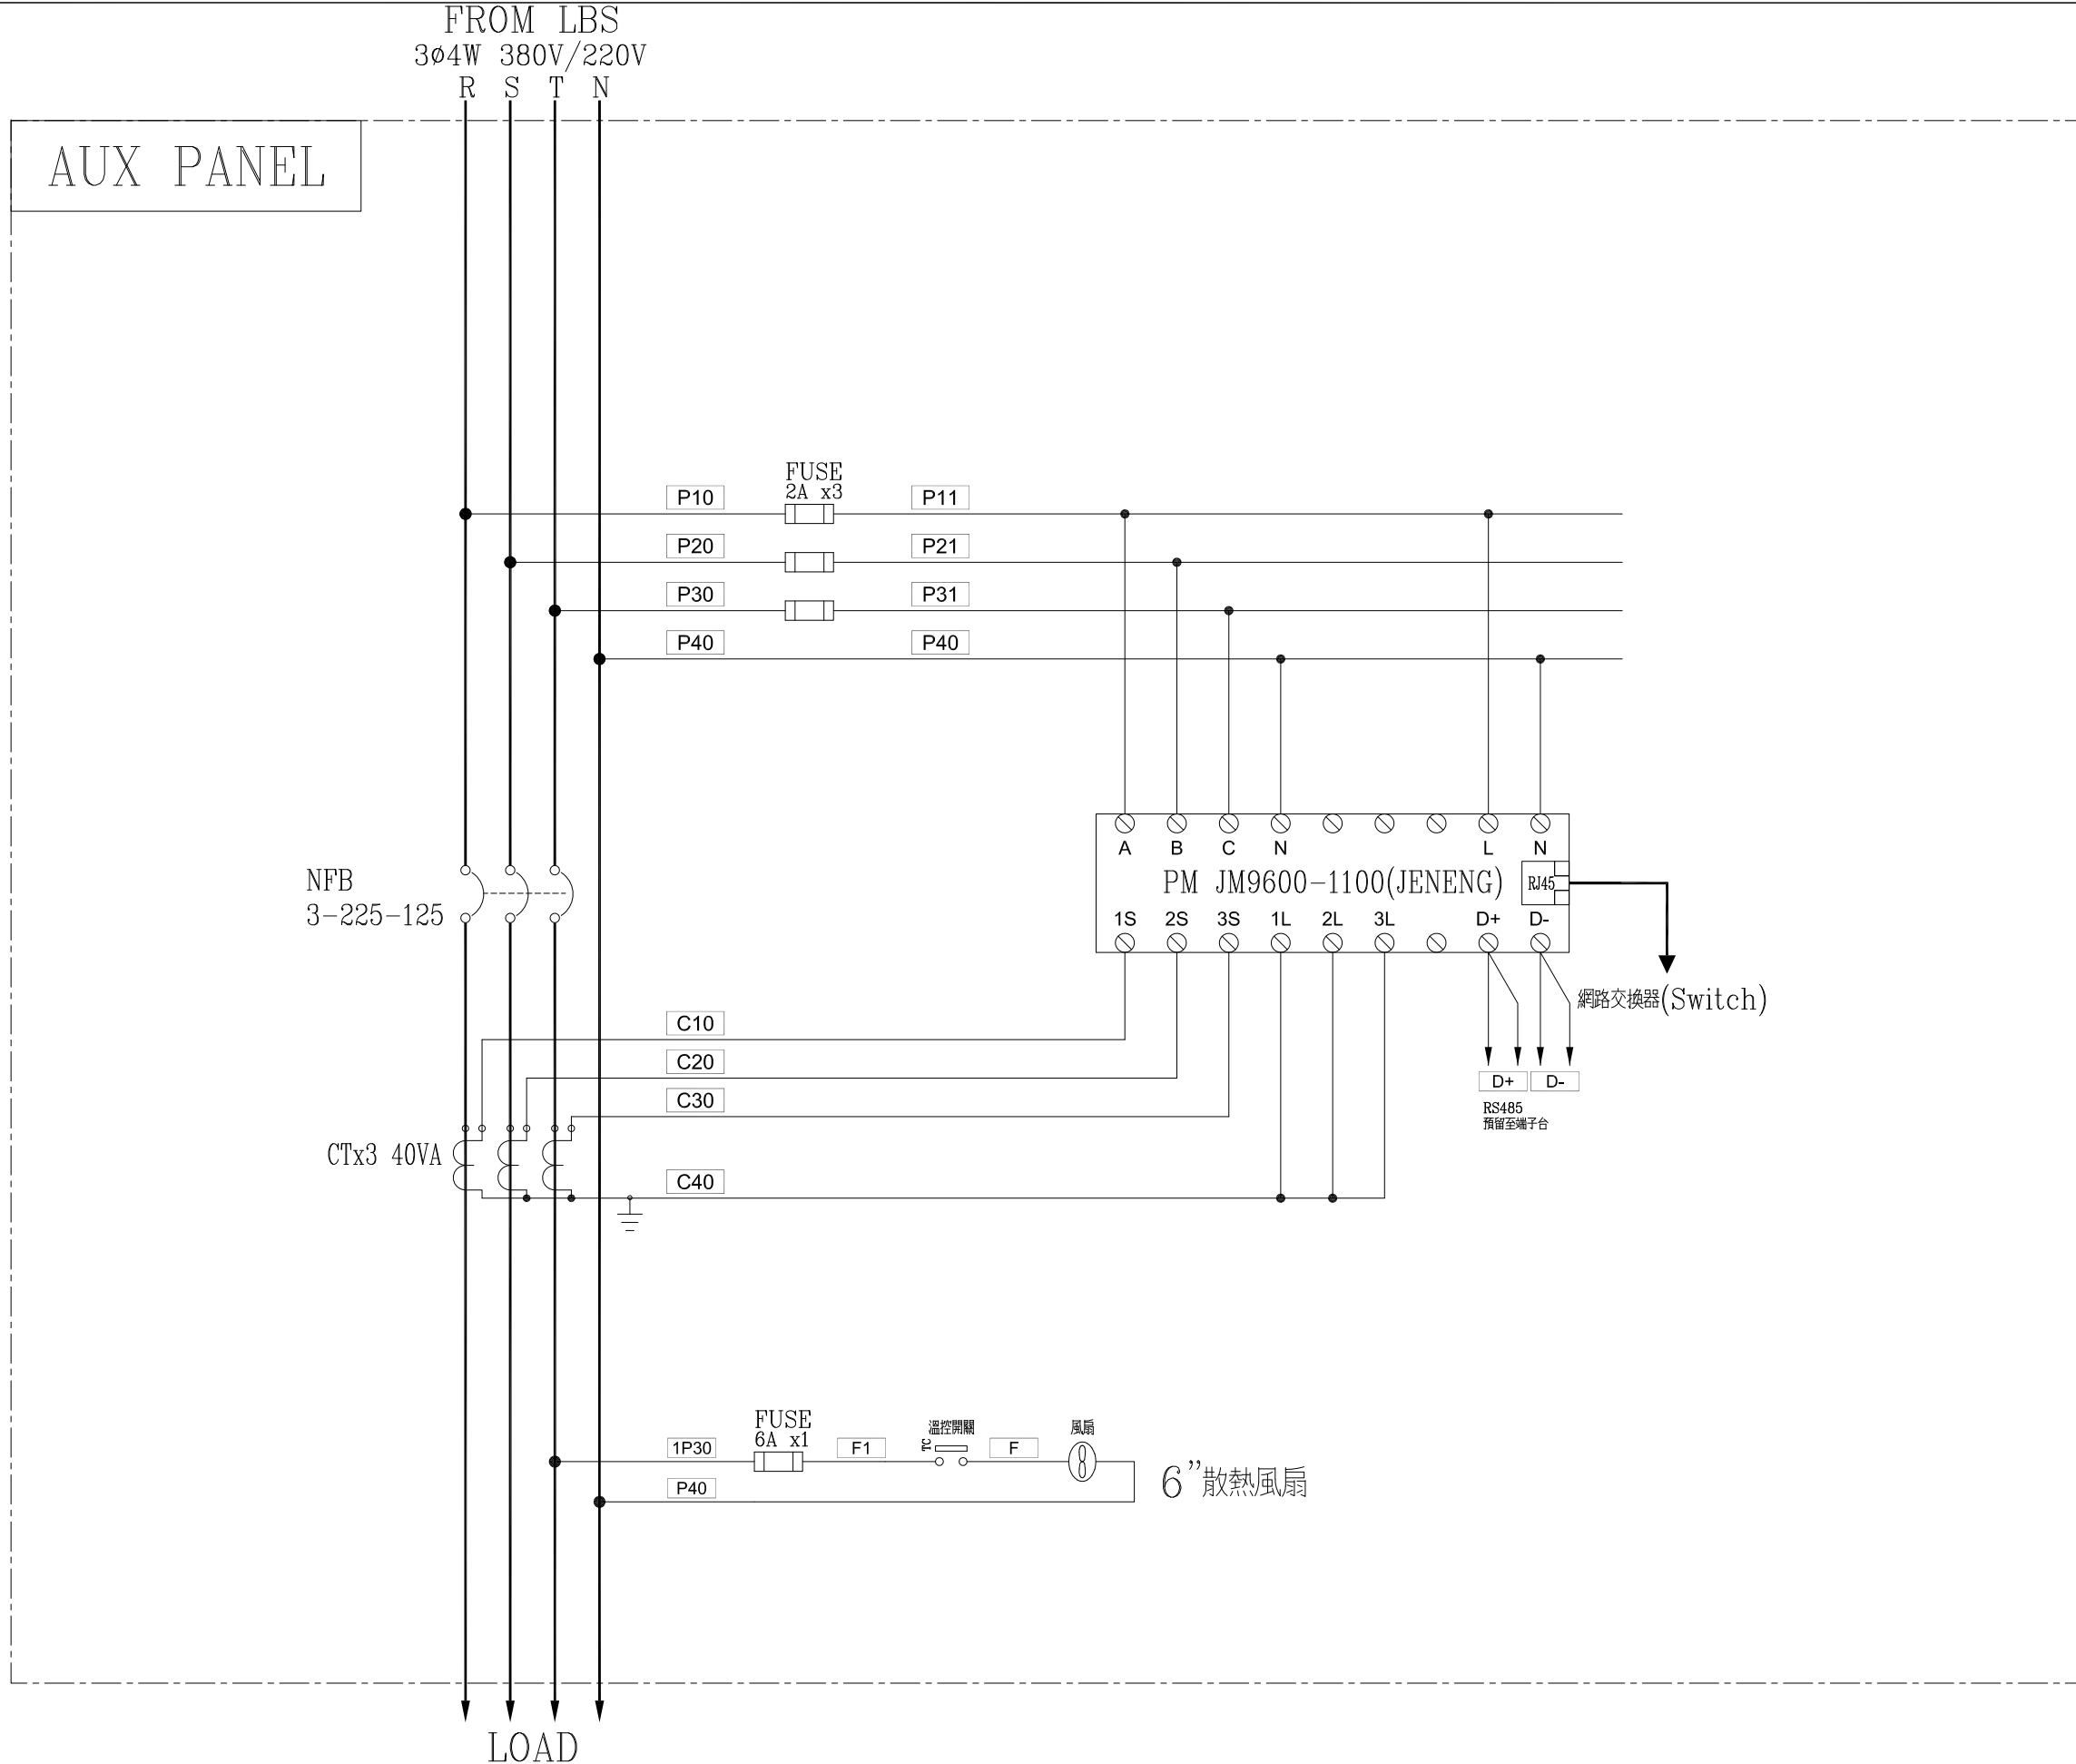 FROM LBS
3ø4W 380V/220V
R S T N
AUX PANEL
FUSE
2A x3
P10 P11
P20 P21
P30 P31
P40 P40
A B C N L N
NFB
3-225-125
PM JM9600-1100(JENENG)
RJ45
1S 2S 3S 1L 2L 3L D+ D-
網路交換器(Switch)
C10
C20
C30
D+ D-
RS485
預留至端子台
CTx3 40VA
C40
FUSE
6A x1
溫控開關
風扇
1P30 F1 TC F
P40
6”散熱風扇
LOAD